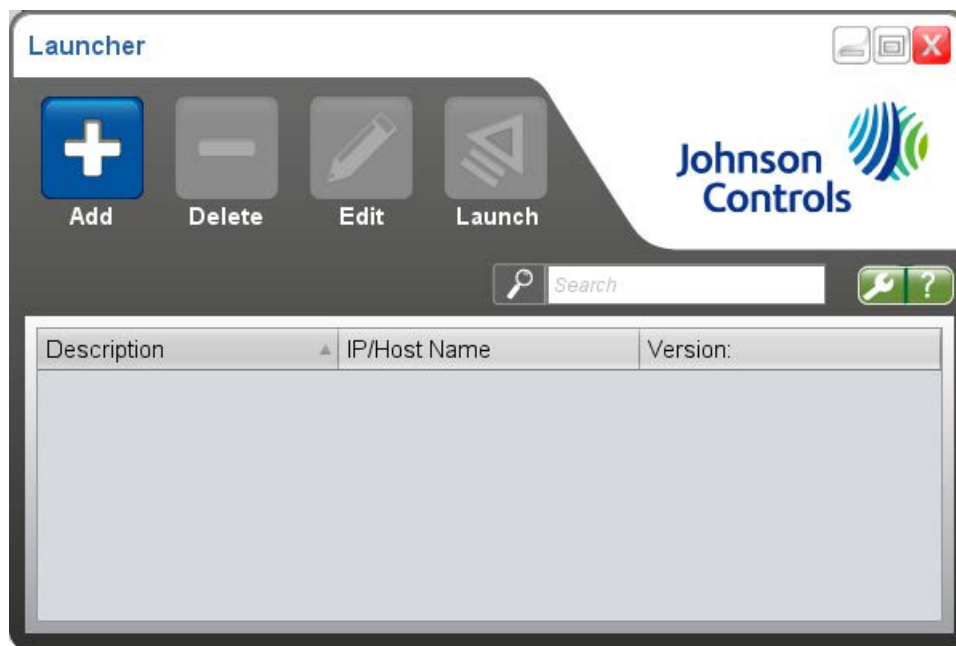 Launcher
Add Delete Edit Launch
Johnson
Controls
Search
?
Description IP/Host Name Version: